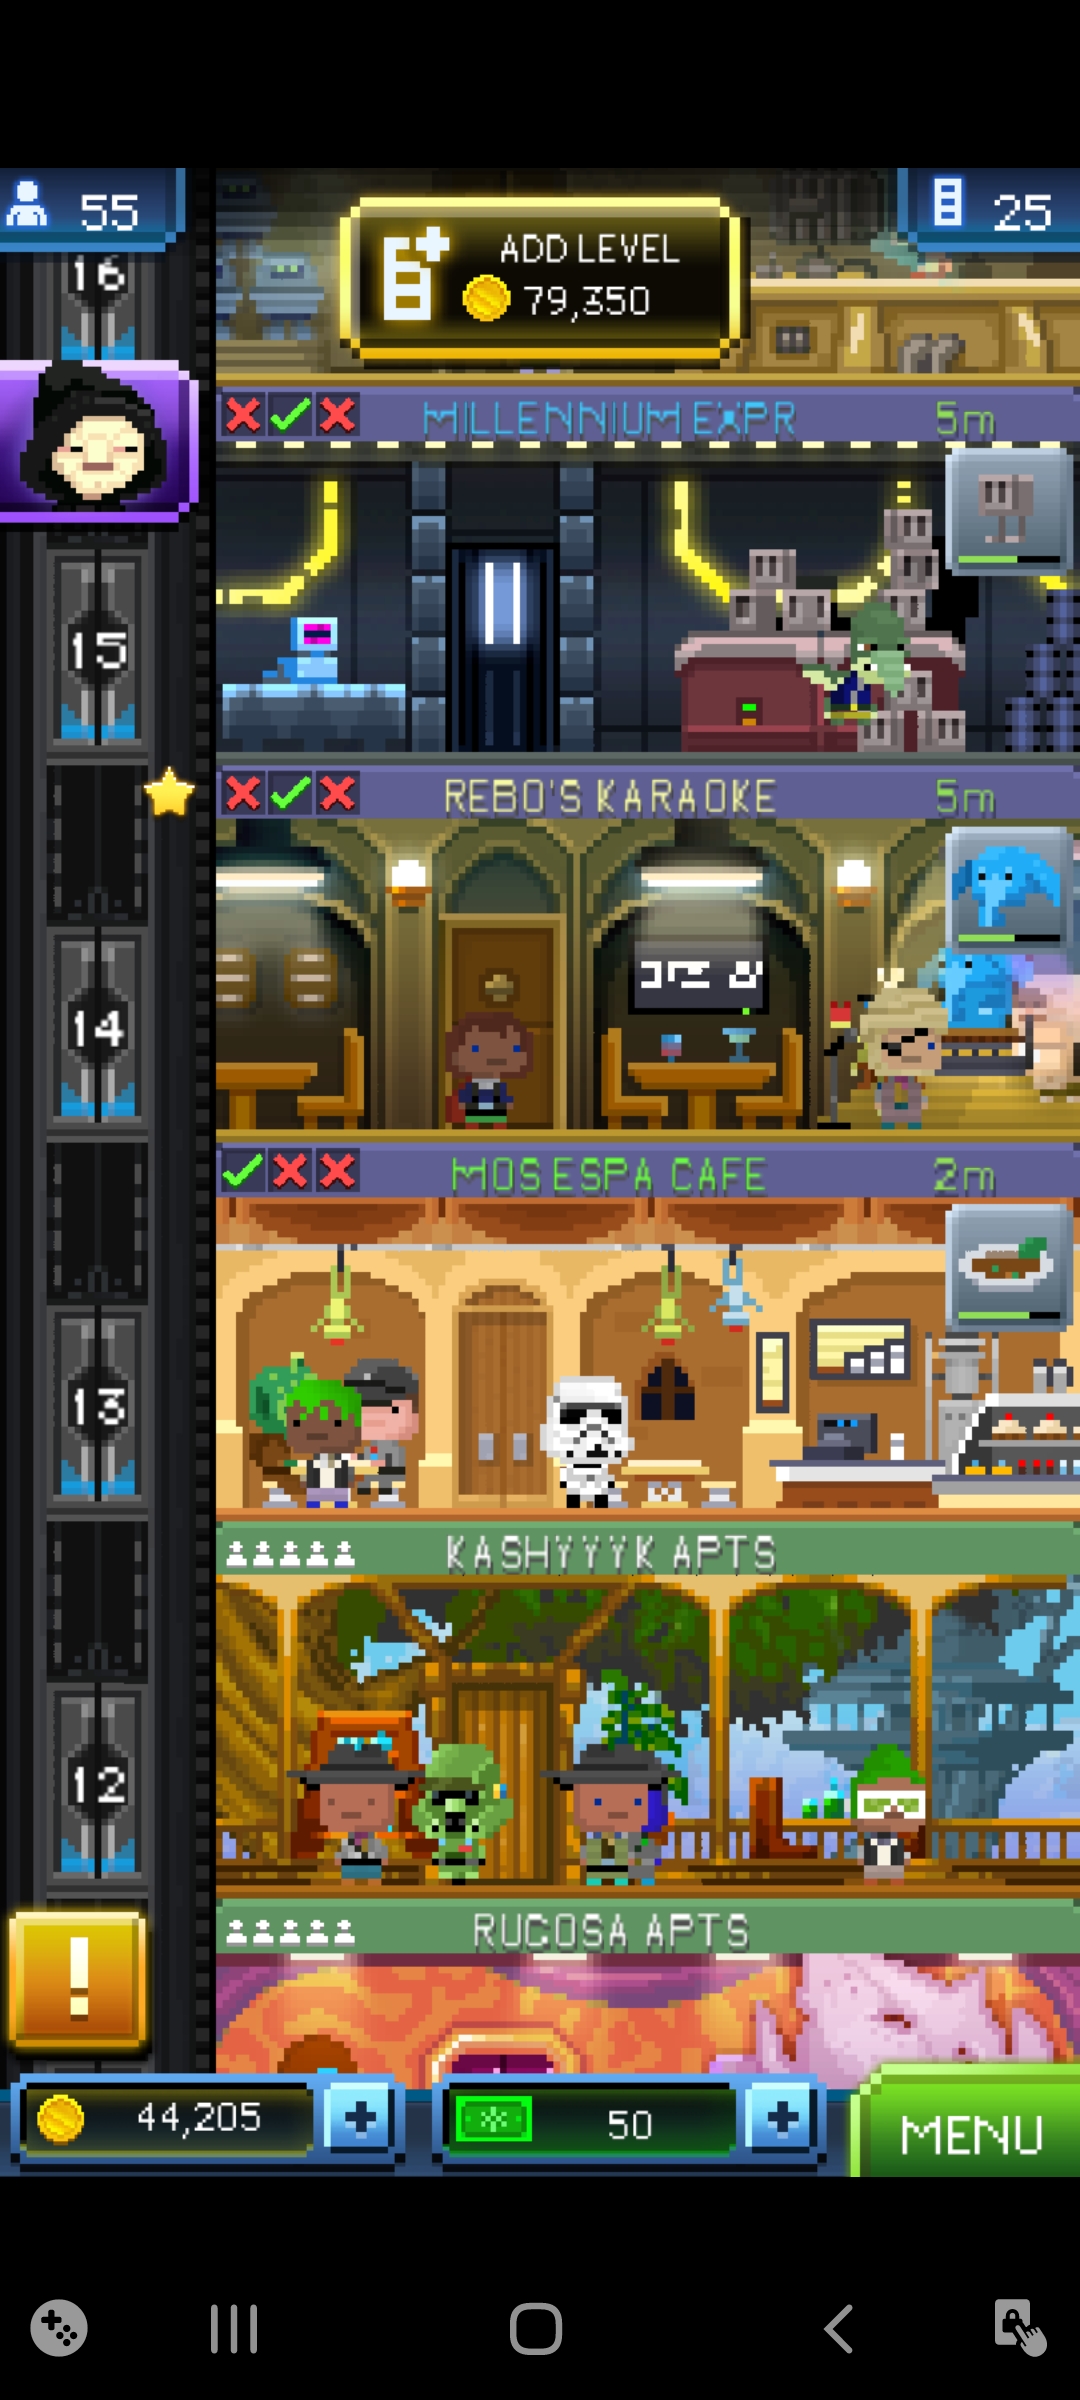 55
25
ADD LEVEL
79,350
16
MILLENNIUM EXPR 5m
15
REBO'S KARAOKE 5m
14
MOS ESPA CAFE 2m
13
KASHYYYK APTS
12
RUGOSA APTS
!
44,205
+
50
+
MENU